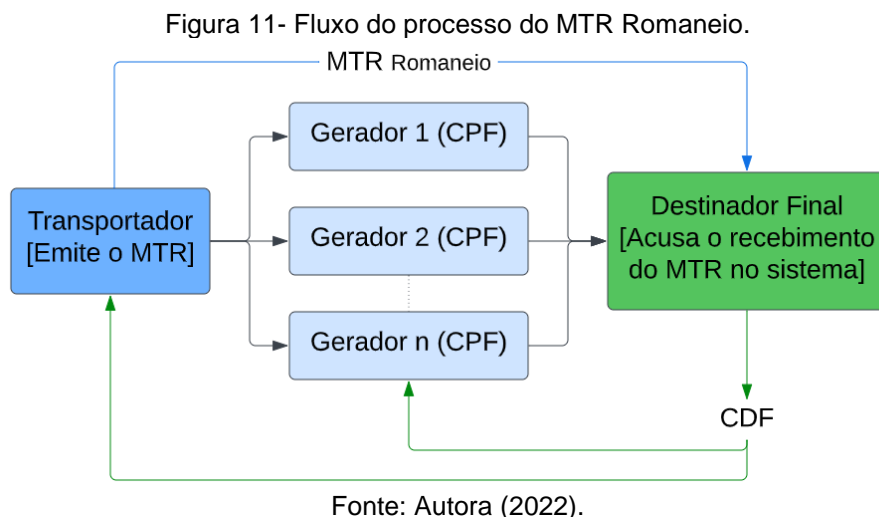 Figura 11- Fluxo do processo do MTR Romaneio.
MTR Romaneio
Gerador 1 (CPF)
Transportador
[Emite o MTR]
Gerador 2 (CPF)
Gerador n (CPF)
Destinador Final
[Acusa o recebimento
do MTR no sistema]
CDF
Fonte: Autora (2022).